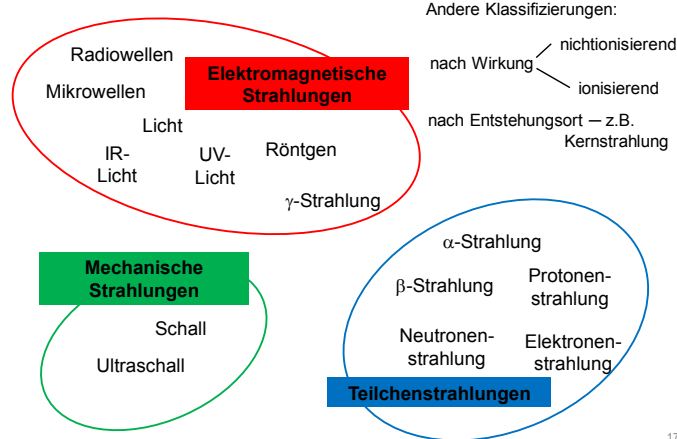 Andere Klassifizierungen:
nach Wirkung
nichtionisierend
ionisierend
nach Entstehungsort — z.B.
Kernstrahlung
Elektromagnetische
Strahlungen
Radiowellen
Mikrowellen
Licht
IR-
Licht
UV-
Licht
Röntgen
γ-Strahlung
Mechanische
Strahlungen
Schall
Ultraschall
α-Strahlung
β-Strahlung
Protonen-
strahlung
Neutronen-
strahlung
Elektronen-
strahlung
Teilchenstrahlungen
17